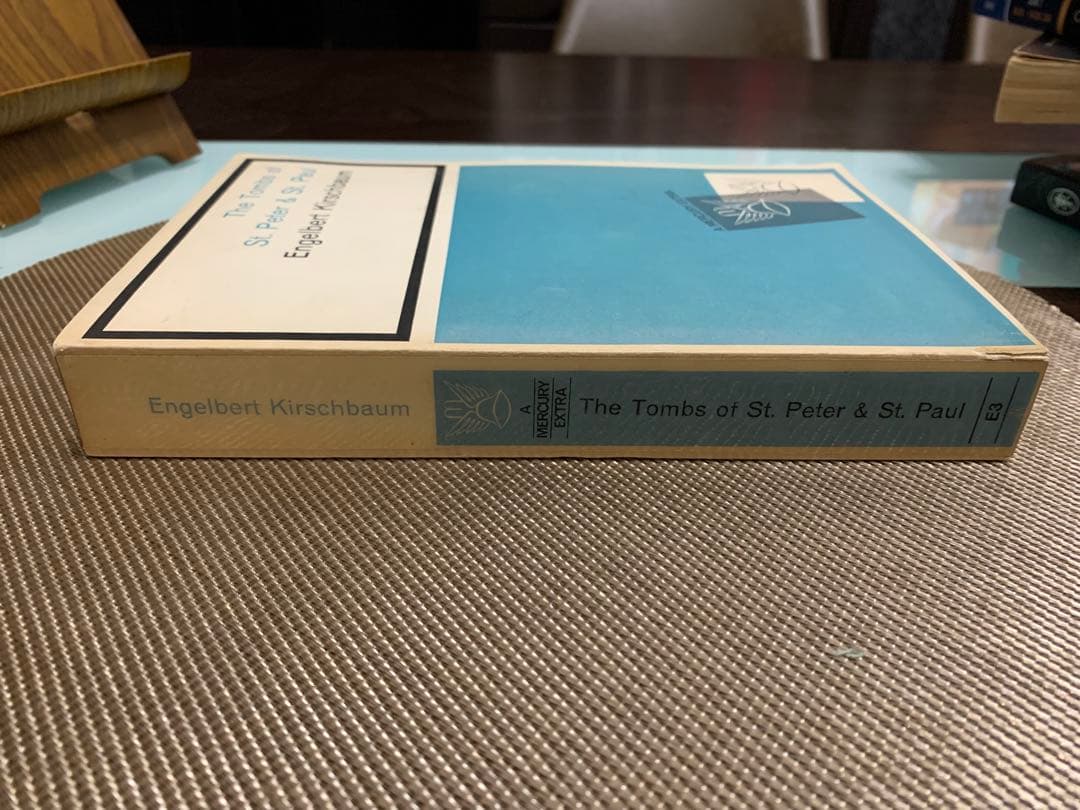 The Tombs of
St. Peter & St. Paul
Engelbert Kirschbaum
Engelbert Kirschbaum
A
MERCURY
EXTRA
The Tombs of St. Peter & St. Paul
E3